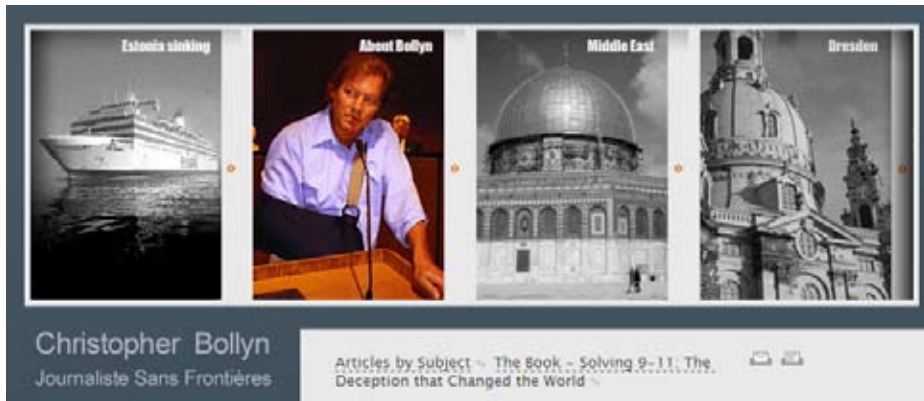 Estonia sinking
About Bollyn
Middle East
Dresden
Christopher Bollyn
Journaliste Sans Frontières
Articles by Subject The Book - Solving 9-11: The
Deception that Changed the World